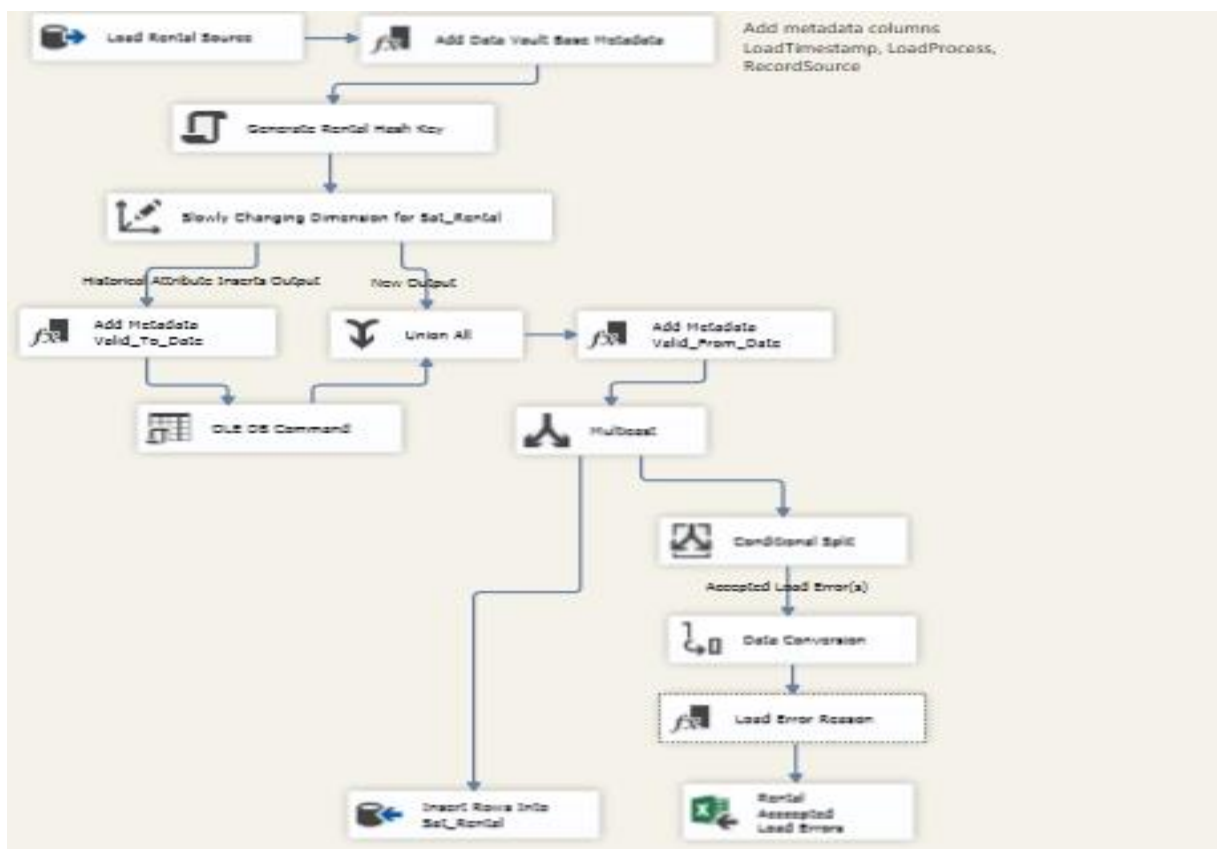 Load Rental Source
Add Data Vault Base Metadata
Add metadata columns
LoadTimestamp, LoadProcess,
RecordSource
Generate Rental Hash Key
Slowly Changing Dimension for Sat_Rental
Historical Attribute Inserts Output
New Output
Add Metadata
Valid_To_Date
Union All
Add Metadata
Valid_From_Date
OLE DB Command
Multicast
Conditional Split
Accepted Load Error(s)
Data Conversion
Load Error Reason
Insert Rows Into
Sat_Rental
Rental
Accepted
Load Errors